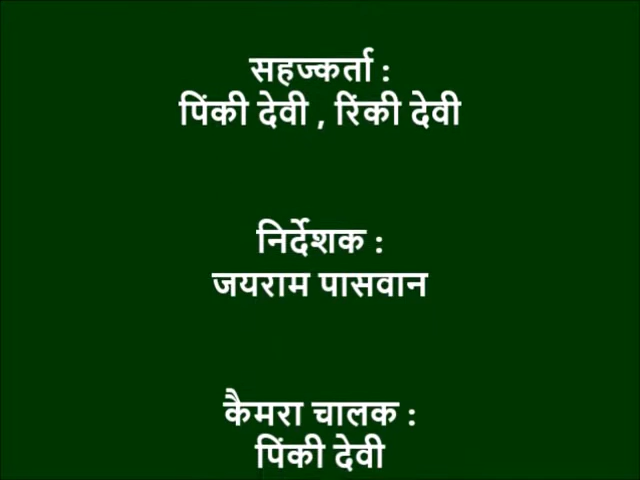 सहज्कर्ता :
पिंकी देवी , रिंकी देवी
निर्देशक :
जयराम पासवान
कैमरा चालक :
पिंकी देवी